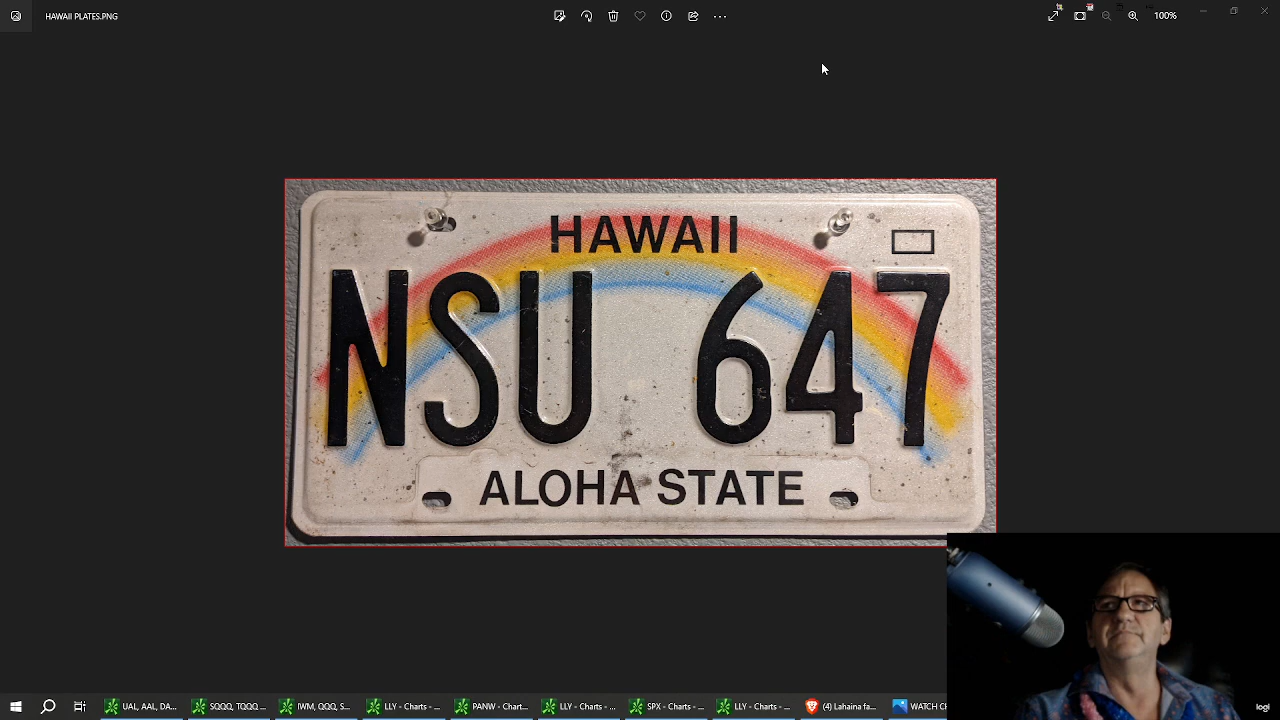 HAWAII PLATES.PNG
100%
HAWAII
NSU 647
ALOHA STATE
UAL, AAL, DA...
SQQQ, TQQQ ...
IWM, QQQ, S...
LLY - Charts - ...
PANW - Chart...
LLY - Charts - ...
SPX - Charts - ...
LLY - Charts - ...
(4) Lahaina fa...
WATCH CH
logi